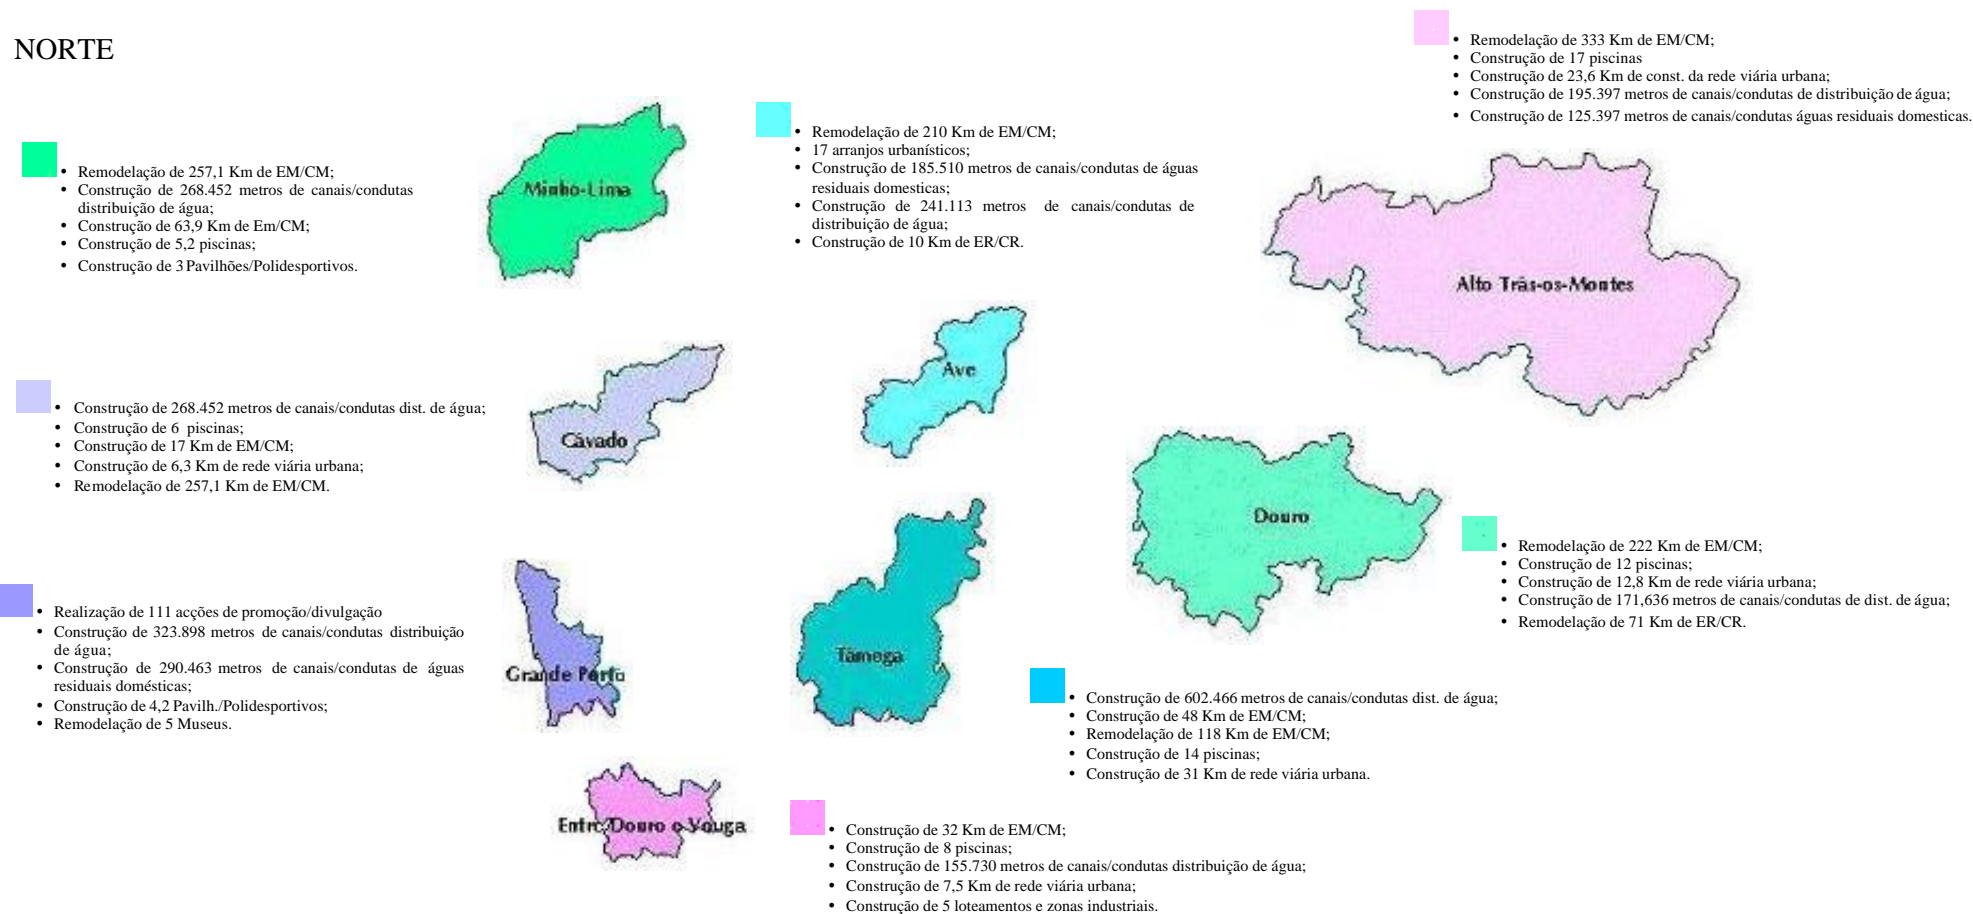 NORTE
• Remodelação de 333 Km de EM/CM;
• Construção de 17 piscinas
• Construção de 23,6 Km de const. da rede viária urbana;
• Construção de 195.397 metros de canais/condutas de distribuição de água;
• Construção de 125.397 metros de canais/condutas águas residuais domesticas.
• Remodelação de 257,1 Km de EM/CM;
• Construção de 268.452 metros de canais/condutas
distribuição de água;
• Construção de 63,9 Km de Em/CM;
• Construção de 5,2 piscinas;
• Construção de 3 Pavilhões/Polidesportivos.
Minho-Lima
• Remodelação de 210 Km de EM/CM;
• 17 arranjos urbanísticos;
• Construção de 185.510 metros de canais/condutas de águas
residuais domesticas;
• Construção de 241.113 metros de canais/condutas de
distribuição de água;
• Construção de 10 Km de ER/CR.
Alto Trás-os-Montes
Ave
• Construção de 268.452 metros de canais/condutas dist. de água;
• Construção de 6 piscinas;
• Construção de 17 Km de EM/CM;
• Construção de 6,3 Km de rede viária urbana;
• Remodelação de 257,1 Km de EM/CM.
Cávado
Douro
• Remodelação de 222 Km de EM/CM;
• Construção de 12 piscinas;
• Construção de 12,8 Km de rede viária urbana;
• Construção de 171,636 metros de canais/condutas de dist. de água;
• Remodelação de 71 Km de ER/CR.
• Realização de 111 acções de promoção/divulgação
• Construção de 323.898 metros de canais/condutas distribuição
de água;
• Construção de 290.463 metros de canais/condutas de águas
residuais domésticas;
• Construção de 4,2 Pavilh./Polidesportivos;
• Remodelação de 5 Museus.
Grande Porto
Tâmega
• Construção de 602.466 metros de canais/condutas dist. de água;
• Construção de 48 Km de EM/CM;
• Remodelação de 118 Km de EM/CM;
• Construção de 14 piscinas;
• Construção de 31 Km de rede viária urbana.
Entre Douro e Vouga
• Construção de 32 Km de EM/CM;
• Construção de 8 piscinas;
• Construção de 155.730 metros de canais/condutas distribuição de água;
• Construção de 7,5 Km de rede viária urbana;
• Construção de 5 loteamentos e zonas industriais.